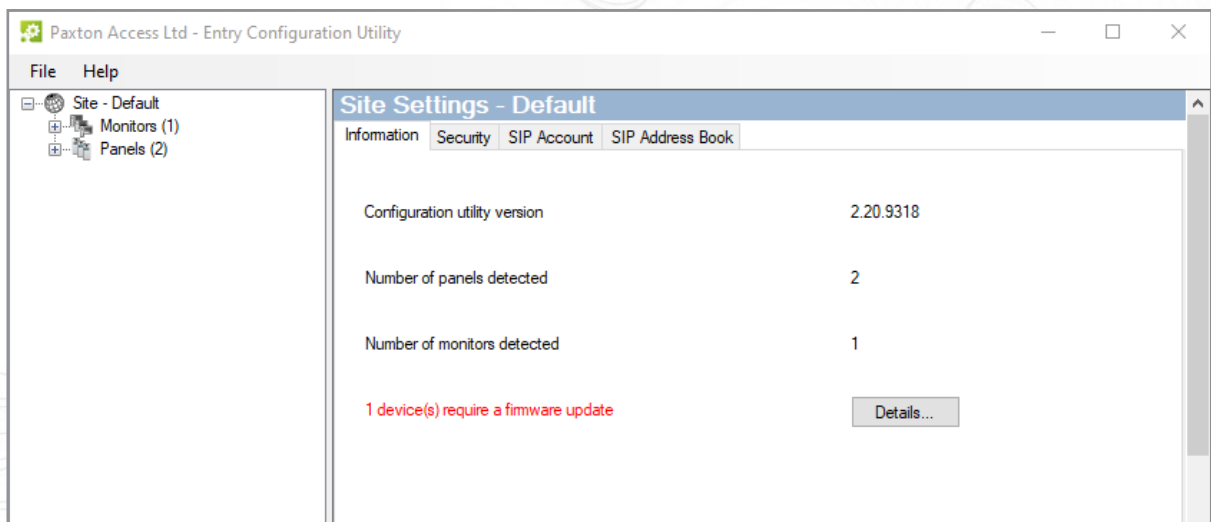 Paxton Access Ltd - Entry Configuration Utility
File Help
Site - Default
Monitors (1)
Panels (2)
Site Settings - Default
Information Security SIP Account SIP Address Book
Configuration utility version 2.20.9318
Number of panels detected 2
Number of monitors detected 1
1 device(s) require a firmware update Details...